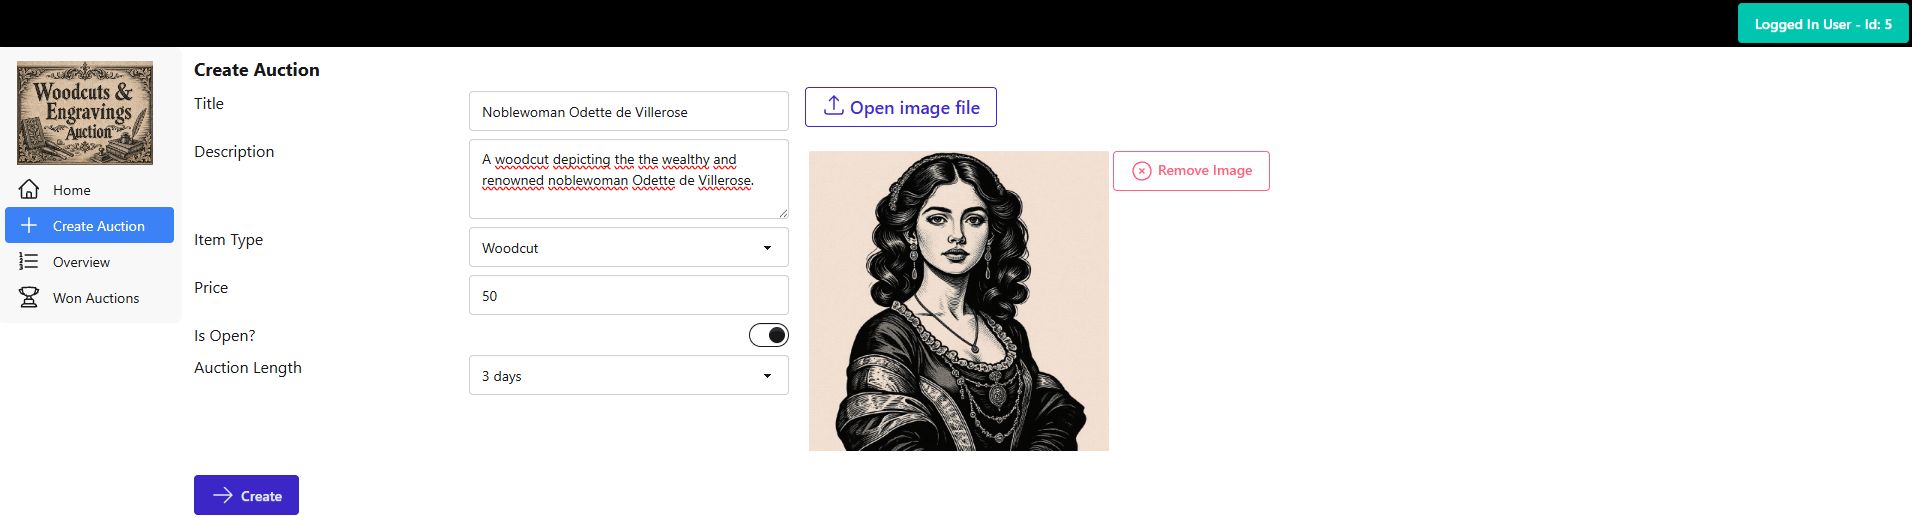 Logged In User - Id: 5
Woodcuts &
Engravings
Auction
Home
Create Auction
Overview
Won Auctions
Create Auction
Title
Noblewoman Odette de Villerose
Description
A woodcut depicting the the wealthy and
renowned noblewoman Odette de Villerose.
Item Type
Woodcut
Price
50
Is Open?
Auction Length
3 days
Open image file
Remove Image
Create